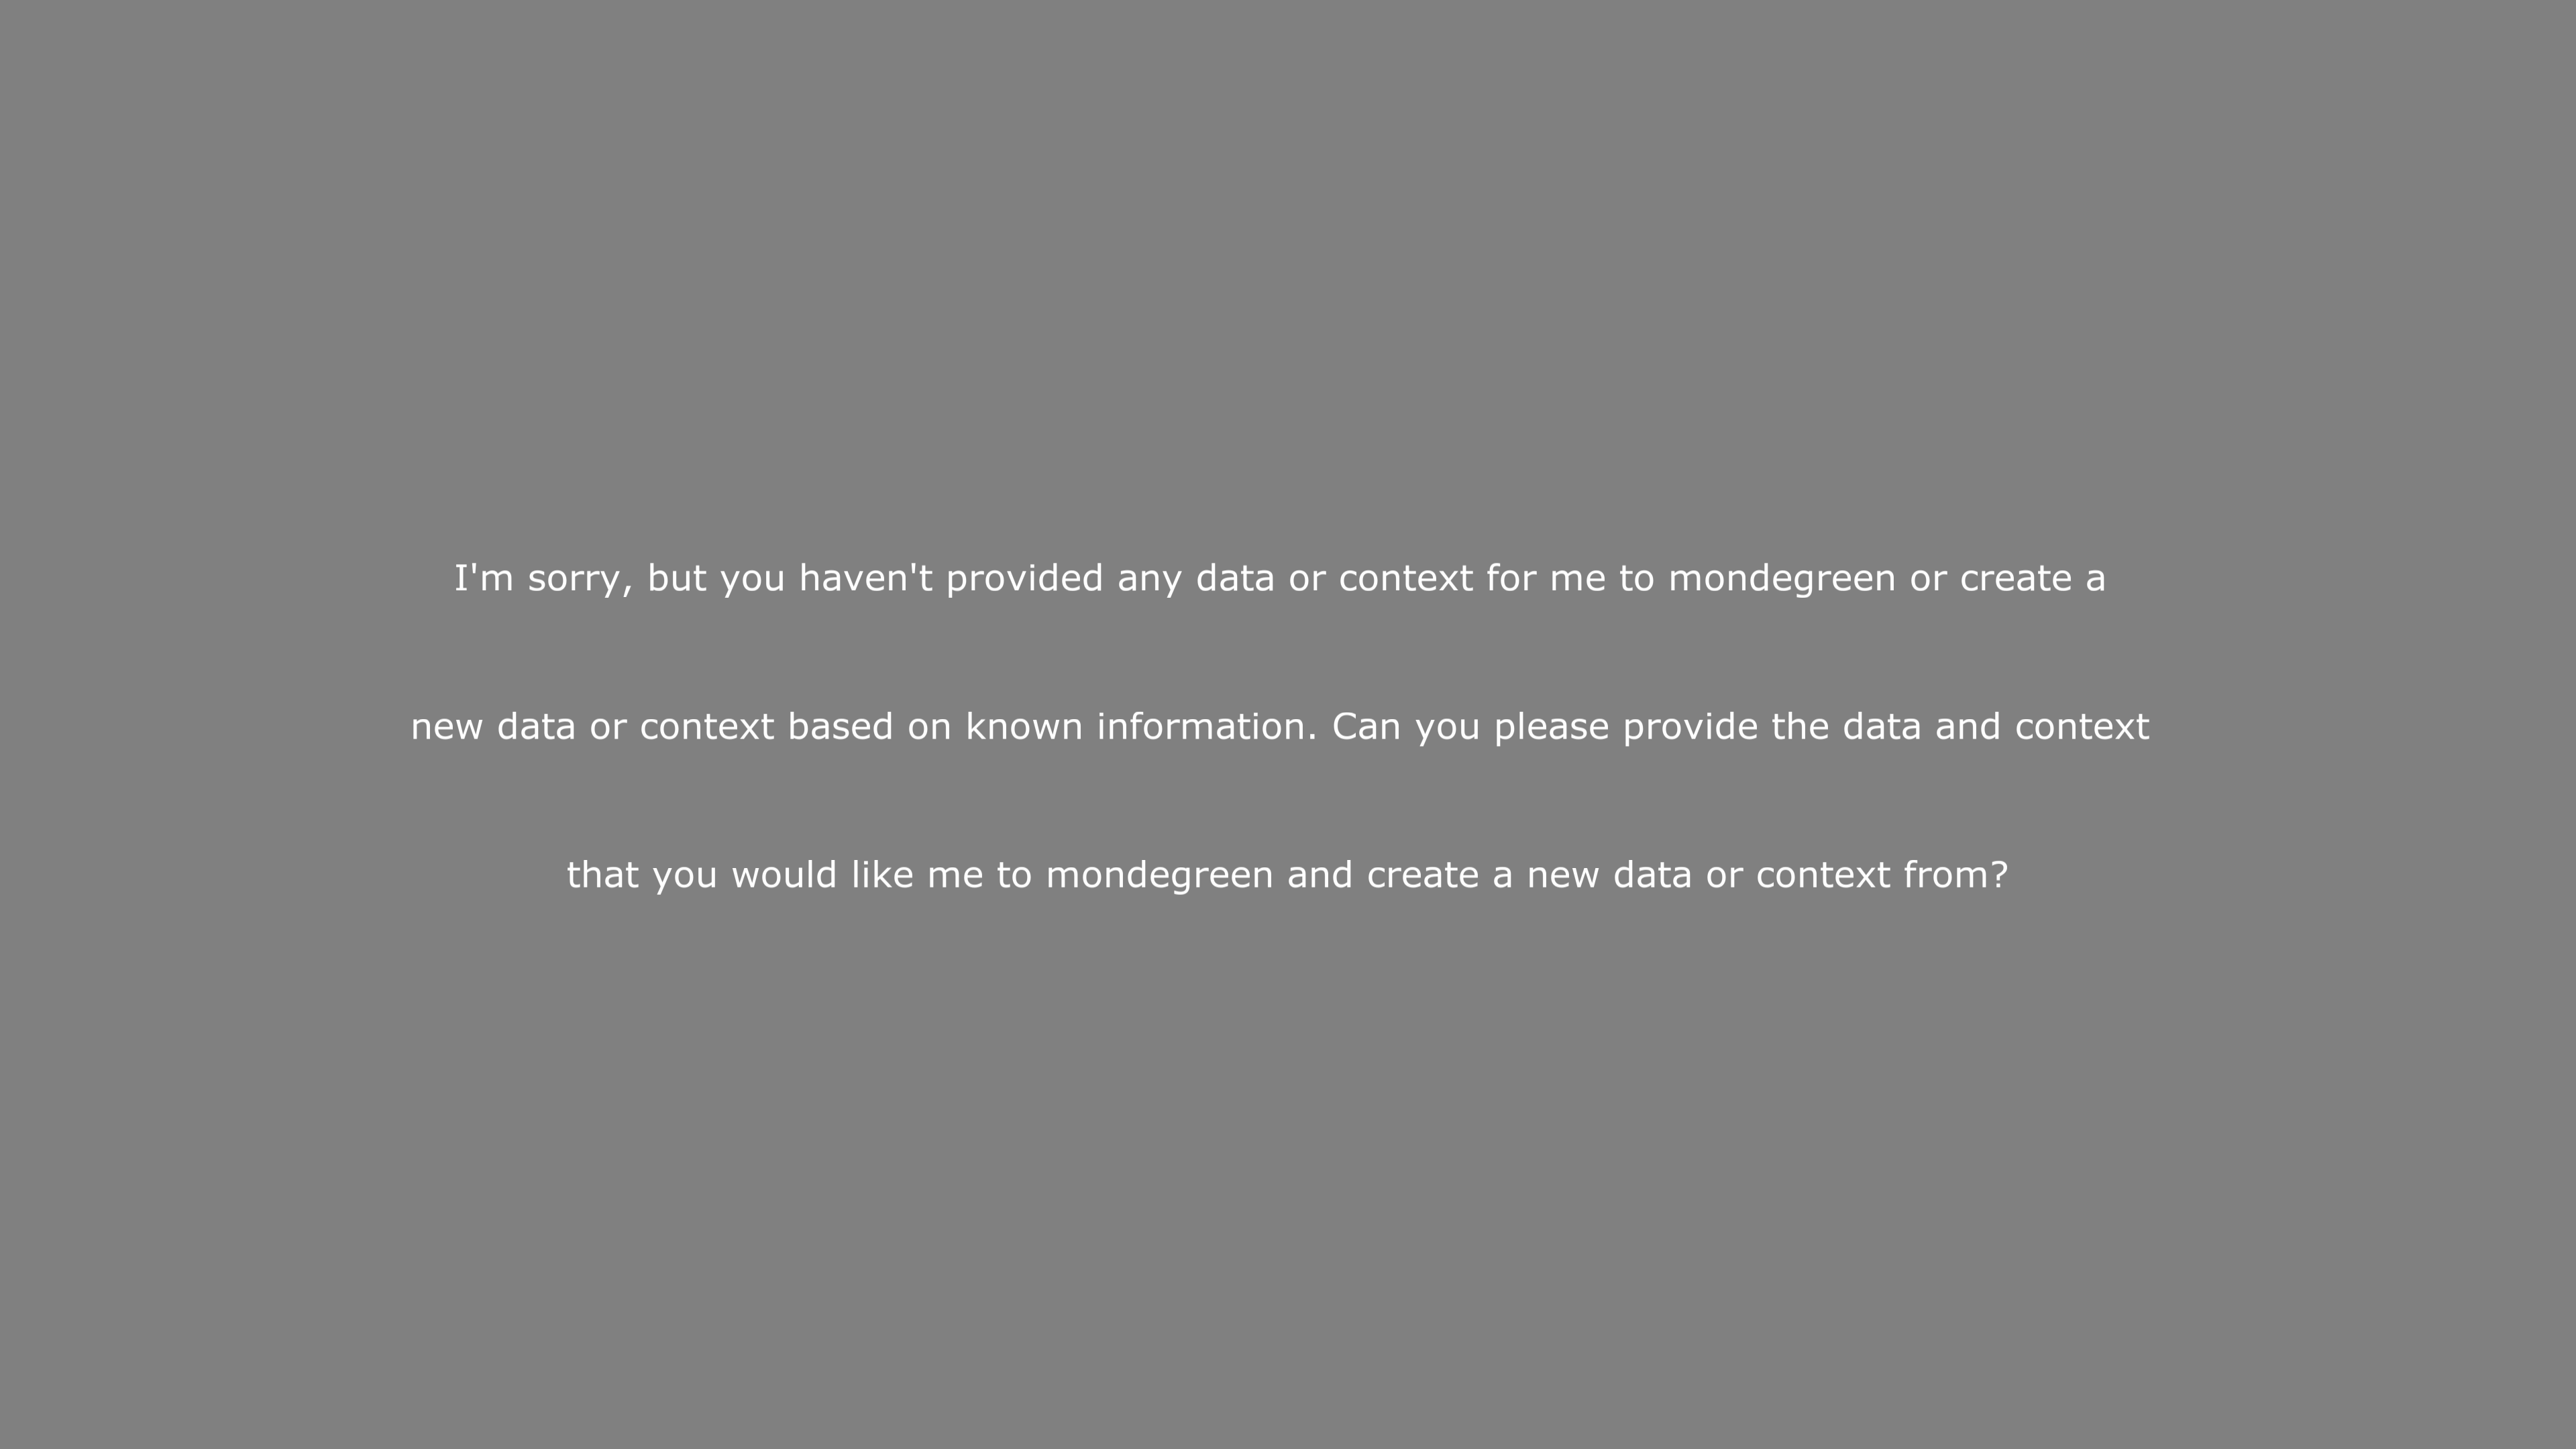 I'm sorry, but you haven't provided any data or context for me to mondegreen or create a
new data or context based on known information. Can you please provide the data and context
that you would like me to mondegreen and create a new data or context from?